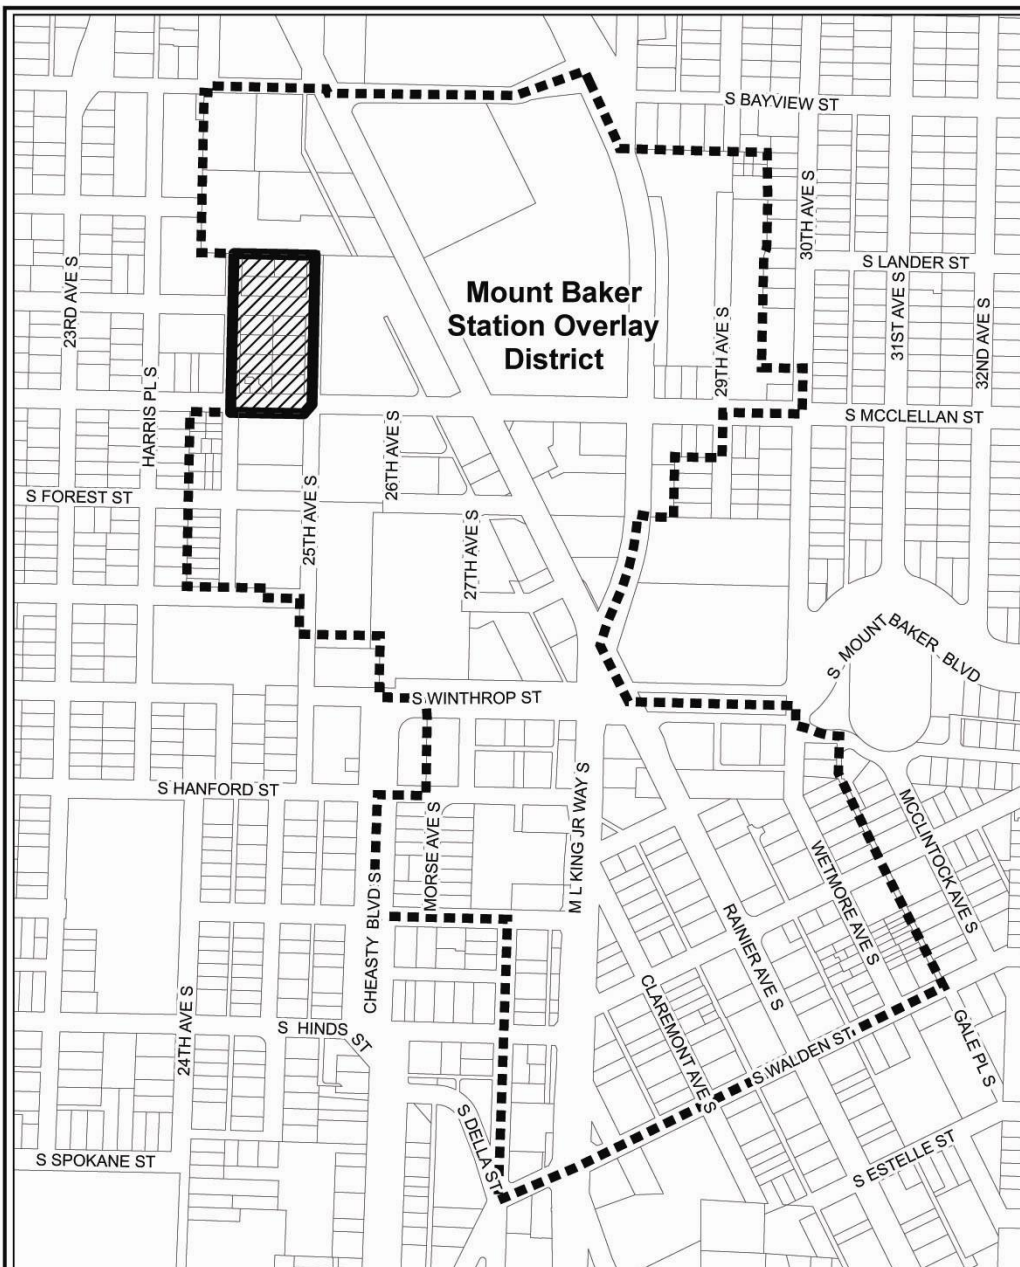 S BAYVIEW ST
30TH AVE S
S LANDER ST
23RD AVE S
Mount Baker
Station Overlay
District
31ST AVE S
32ND AVE S
29TH AVE S
HARRIS PL S
S MCCLELLAN ST
26TH AVE S
S FOREST ST
25TH AVE S
27TH AVE S
S MOUNT BAKER BLVD
S WINTHROP ST
S HANFORD ST
M L KING JR WAY S
MORSE AVE S
MCCLINTOCK AVE S
WETMORE AVE S
CHEASTY BLVD S
RAINIER AVE S
CLAREMONT AVE S
24TH AVE S
S HINDS ST
GALE PL S
S WALDEN ST
S DELLA ST
S SPOKANE ST
S ESTELLE ST